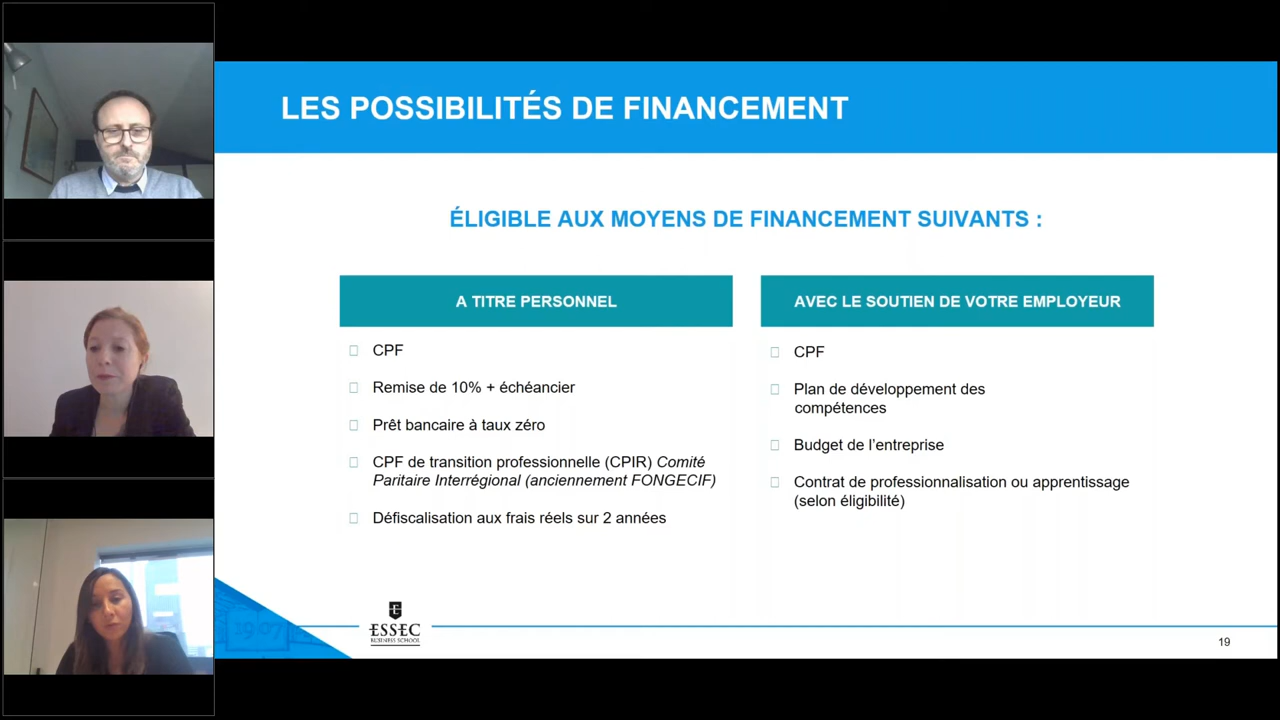 LES POSSIBILITÉS DE FINANCEMENT
ÉLIGIBLE AUX MOYENS DE FINANCEMENT SUIVANTS :
A TITRE PERSONNEL
CPF
Remise de 10% + échéancier
Prêt bancaire à taux zéro
CPF de transition professionnelle (CPIR) Comité
Paritaire Interrégional (anciennement FONGECIF)
Défiscalisation aux frais réels sur 2 années
AVEC LE SOUTIEN DE VOTRE EMPLOYEUR
CPF
Plan de développement des
compétences
Budget de l’entreprise
Contrat de professionnalisation ou apprentissage
(selon éligibilité)
1907
ESSEC
BUSINESS SCHOOL
19